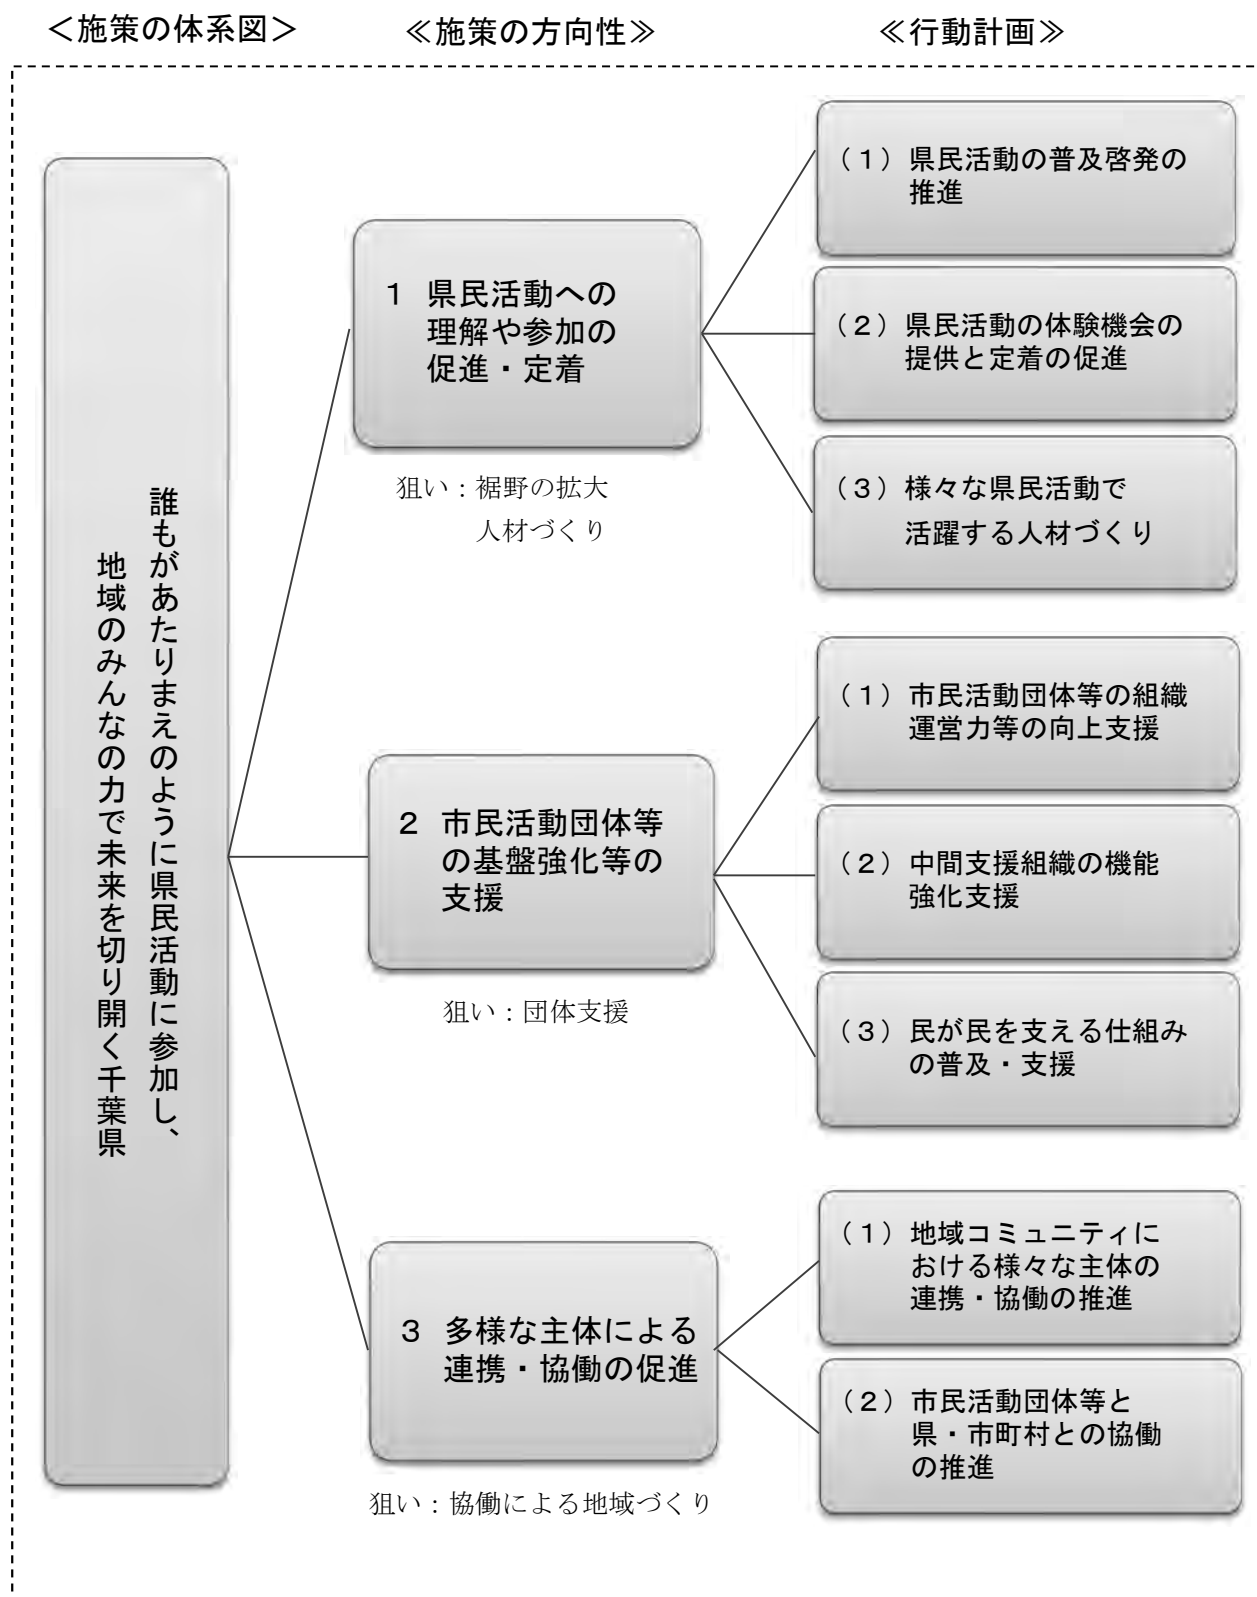 ＜施策の体系図＞
≪施策の方向性≫
≪行動計画≫
誰もがあたりまえのように県民活動に参加し、
地域のみんなの力で未来を切り開く千葉県
１ 県民活動への
理解や参加の
促進・定着
狙い：裾野の拡大
人材づくり
（１）県民活動の普及啓発の
推進
（２）県民活動の体験機会の
提供と定着の促進
（３）様々な県民活動で
活躍する人材づくり
２ 市民活動団体等
の基盤強化等の
支援
狙い：団体支援
（１）市民活動団体等の組織
運営力等の向上支援
（２）中間支援組織の機能
強化支援
（３）民が民を支える仕組み
の普及・支援
３ 多様な主体による
連携・協働の促進
狙い：協働による地域づくり
（１）地域コミュニティに
おける様々な主体の
連携・協働の推進
（２）市民活動団体等と
県・市町村との協働
の推進